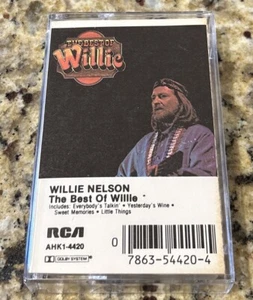 THE BEST OF
Willie
WILLIE NELSON
The Best Of Willie
Includes: Everybody's Talkin' • Yesterday's Wine •
Sweet Memories • Little Things
RCA
AHK1-4420
DOLBY SYSTEM
0
7863-54420-4